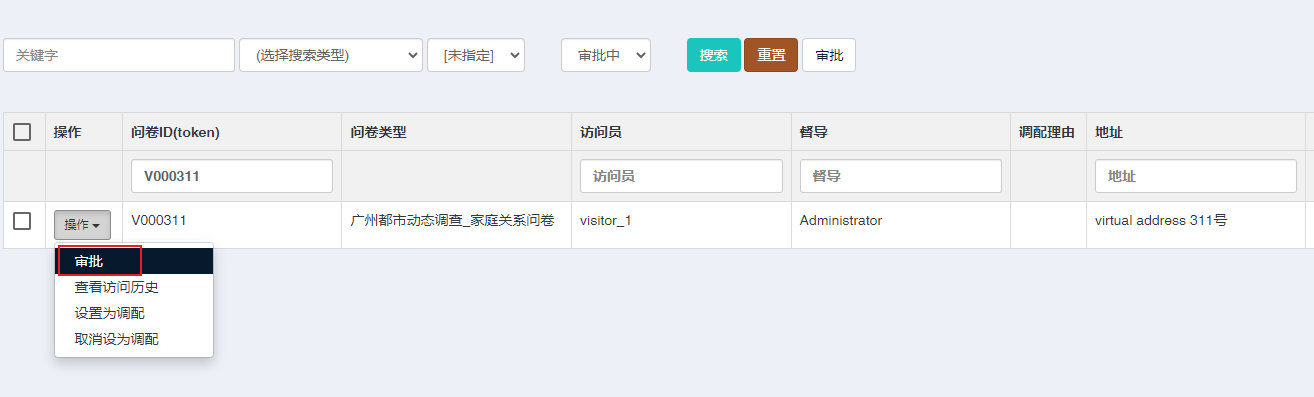 关键字 (选择搜索类型) [未指定] 审批中 搜索 重置 审批
操作 问卷ID(token) 问卷类型 访问员 督导 调配理由 地址
V000311 访问员 督导 地址
操作 V000311 广州都市动态调查_家庭关系问卷 visitor_1 Administrator virtual address 311号
审批
查看访问历史
设置为调配
取消设为调配